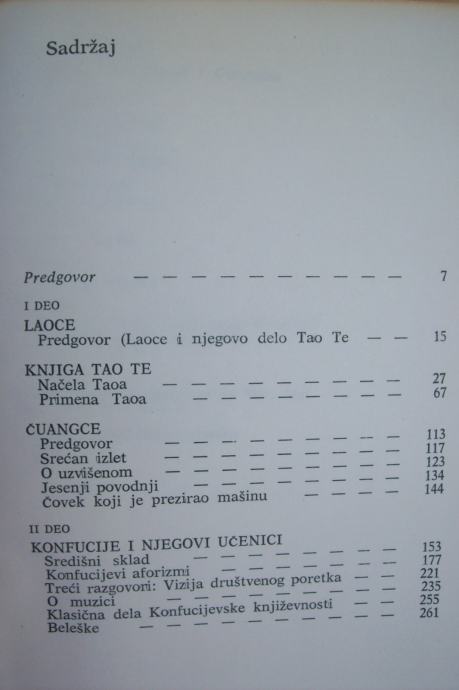 Sadržaj
Predgovor — — — — — — — — — — 7
I DEO
LAOCE
Predgovor (Laoce i njegovo delo Tao Te — — 15
KNJIGA TAO TE
Načela Taoa — — — — — — — — — 27
Primena Taoa — — — — — — — — 67
ČUANGCE
Predgovor — — — — — — — — — 113
Srećan izlet — — — — — — — — — 117
O uzvišenom — — — — — — — — — 123
Jesenji povodnji — — — — — — — — 134
Čovek koji je prezirao mašinu — — — — 144
II DEO
KONFUCIJE I NJEGOVI UČENICI
Središni sklad — — — — — — — — 153
Konfucijevi aforizmi — — — — — — — 177
Treći razgovori: Vizija društvenog poretka — — — 221
O muzici — — — — — — — — — 235
Klasična dela Konfucijevske književnosti — — — 255
Beleške — — — — — — — — — — 261